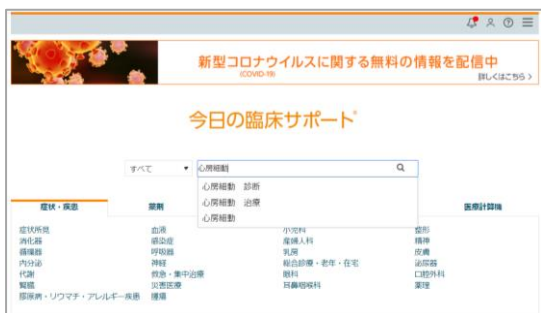 新型コロナウイルスに関する無料の情報を配信中
(COVID-19)
詳しくはこちら >
今日の臨床サポート®
すべて
心房細動
心房細動 診断
心房細動 治療
心房細動
症状・疾患
薬剤
医療計算機
症状所見
血液
小児科
整形
消化器
感染症
産婦人科
精神
循環器
呼吸器
乳房
皮膚
内分泌
神経
総合診療・老年・在宅
泌尿器
代謝
救急・集中治療
眼科
口腔外科
腎臓
災害医療
耳鼻咽喉科
薬理
膠原病・リウマチ・アレルギー疾患
腫瘍